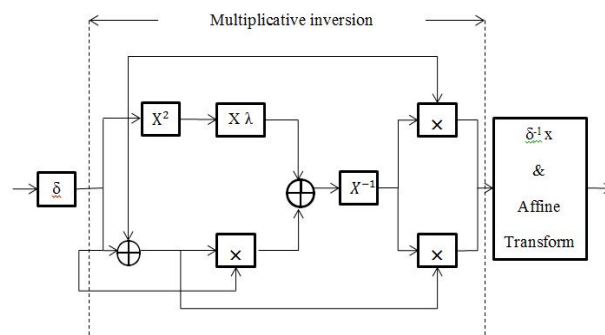 Multiplicative inversion
X²
X λ
×
δ⁻¹ x
&
Affine
Transform
δ
X⁻¹
×
×